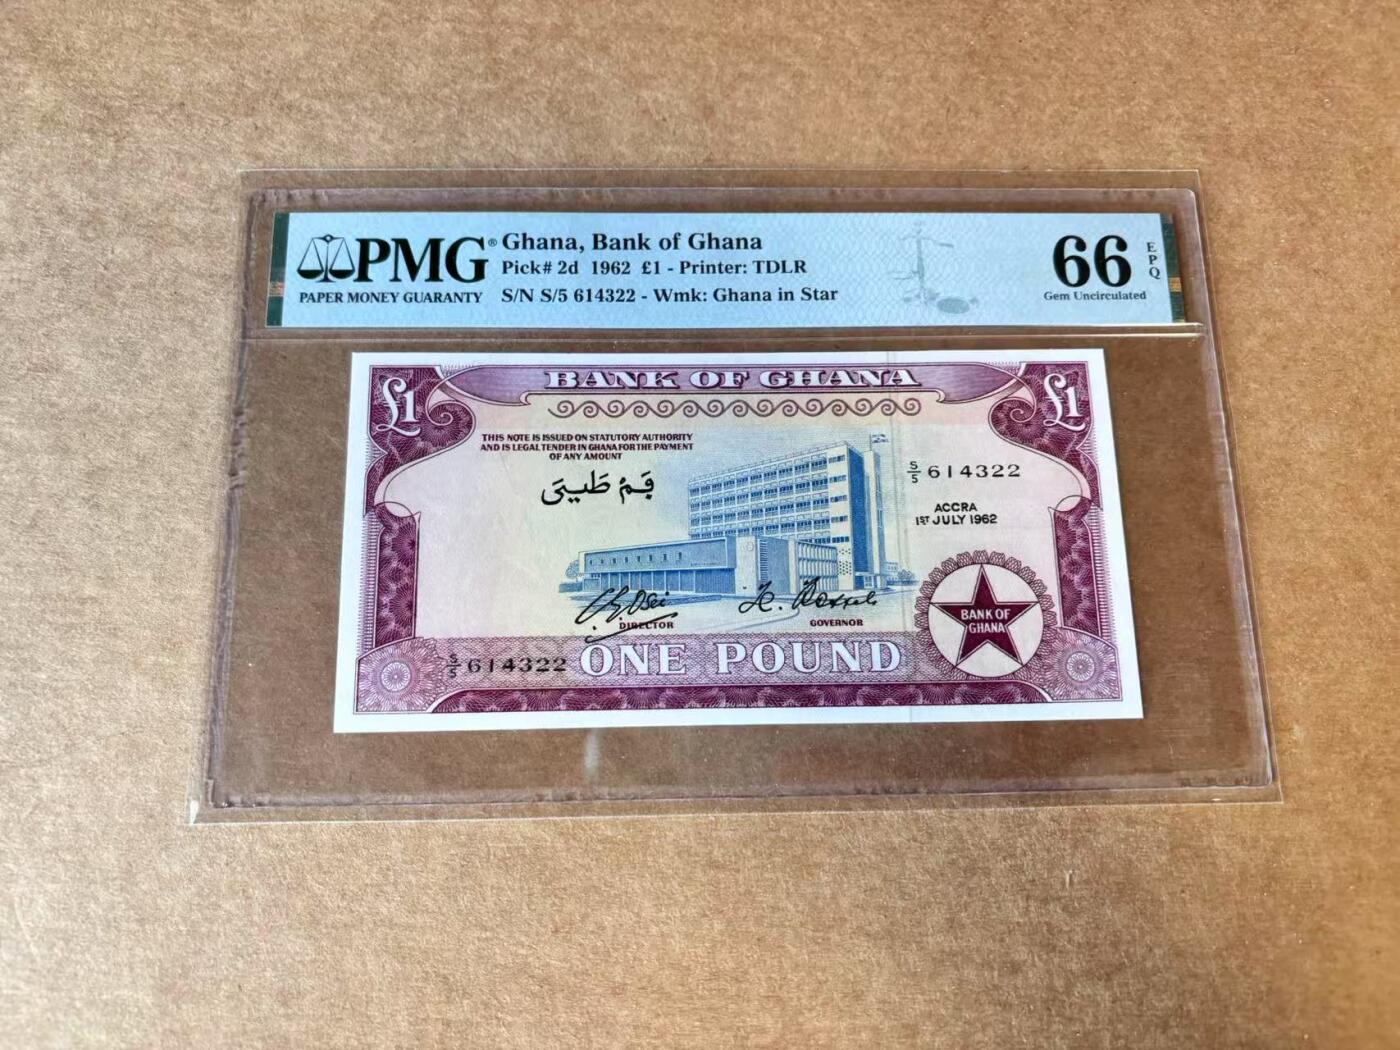 PMG®
PAPER MONEY GUARANTY
Ghana, Bank of Ghana
Pick# 2d 1962 £1 - Printer: TDLR
S/N S/5 614322 - Wmk: Ghana in Star
66
EPQ
Gem Uncirculated
£1
BANK OF GHANA
£1
THIS NOTE IS ISSUED ON STATUTORY AUTHORITY
AND IS LEGAL TENDER IN GHANA FOR THE PAYMENT
OF ANY AMOUNT
S/5 614322
ACCRA
1ST JULY 1962
DIRECTOR
GOVERNOR
BANK OF
GHANA
S/5 614322
ONE POUND